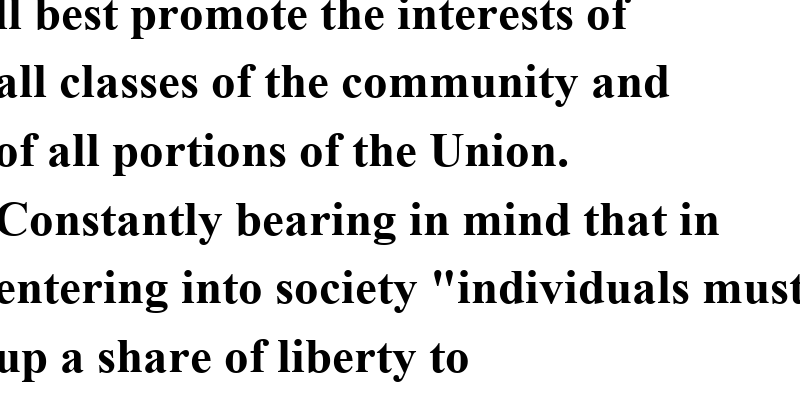 ll best promote the interests of
all classes of the community and
of all portions of the Union.
Constantly bearing in mind that in
entering into society "individuals must
up a share of liberty to